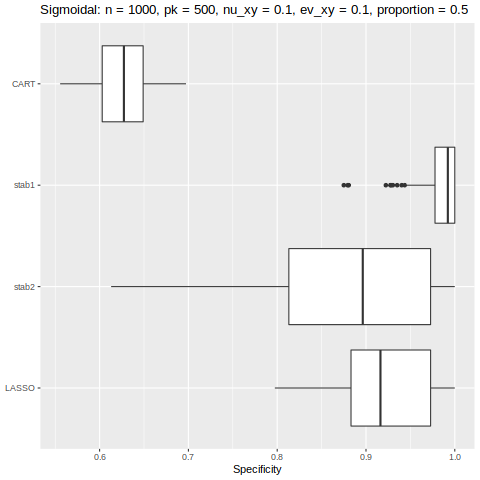 Sigmoidal: n = 1000, pk = 500, nu_xy = 0.1, ev_xy = 0.1, proportion = 0.5
CART
stab1
stab2
LASSO
0.6 0.7 0.8 0.9 1.0
Specificity